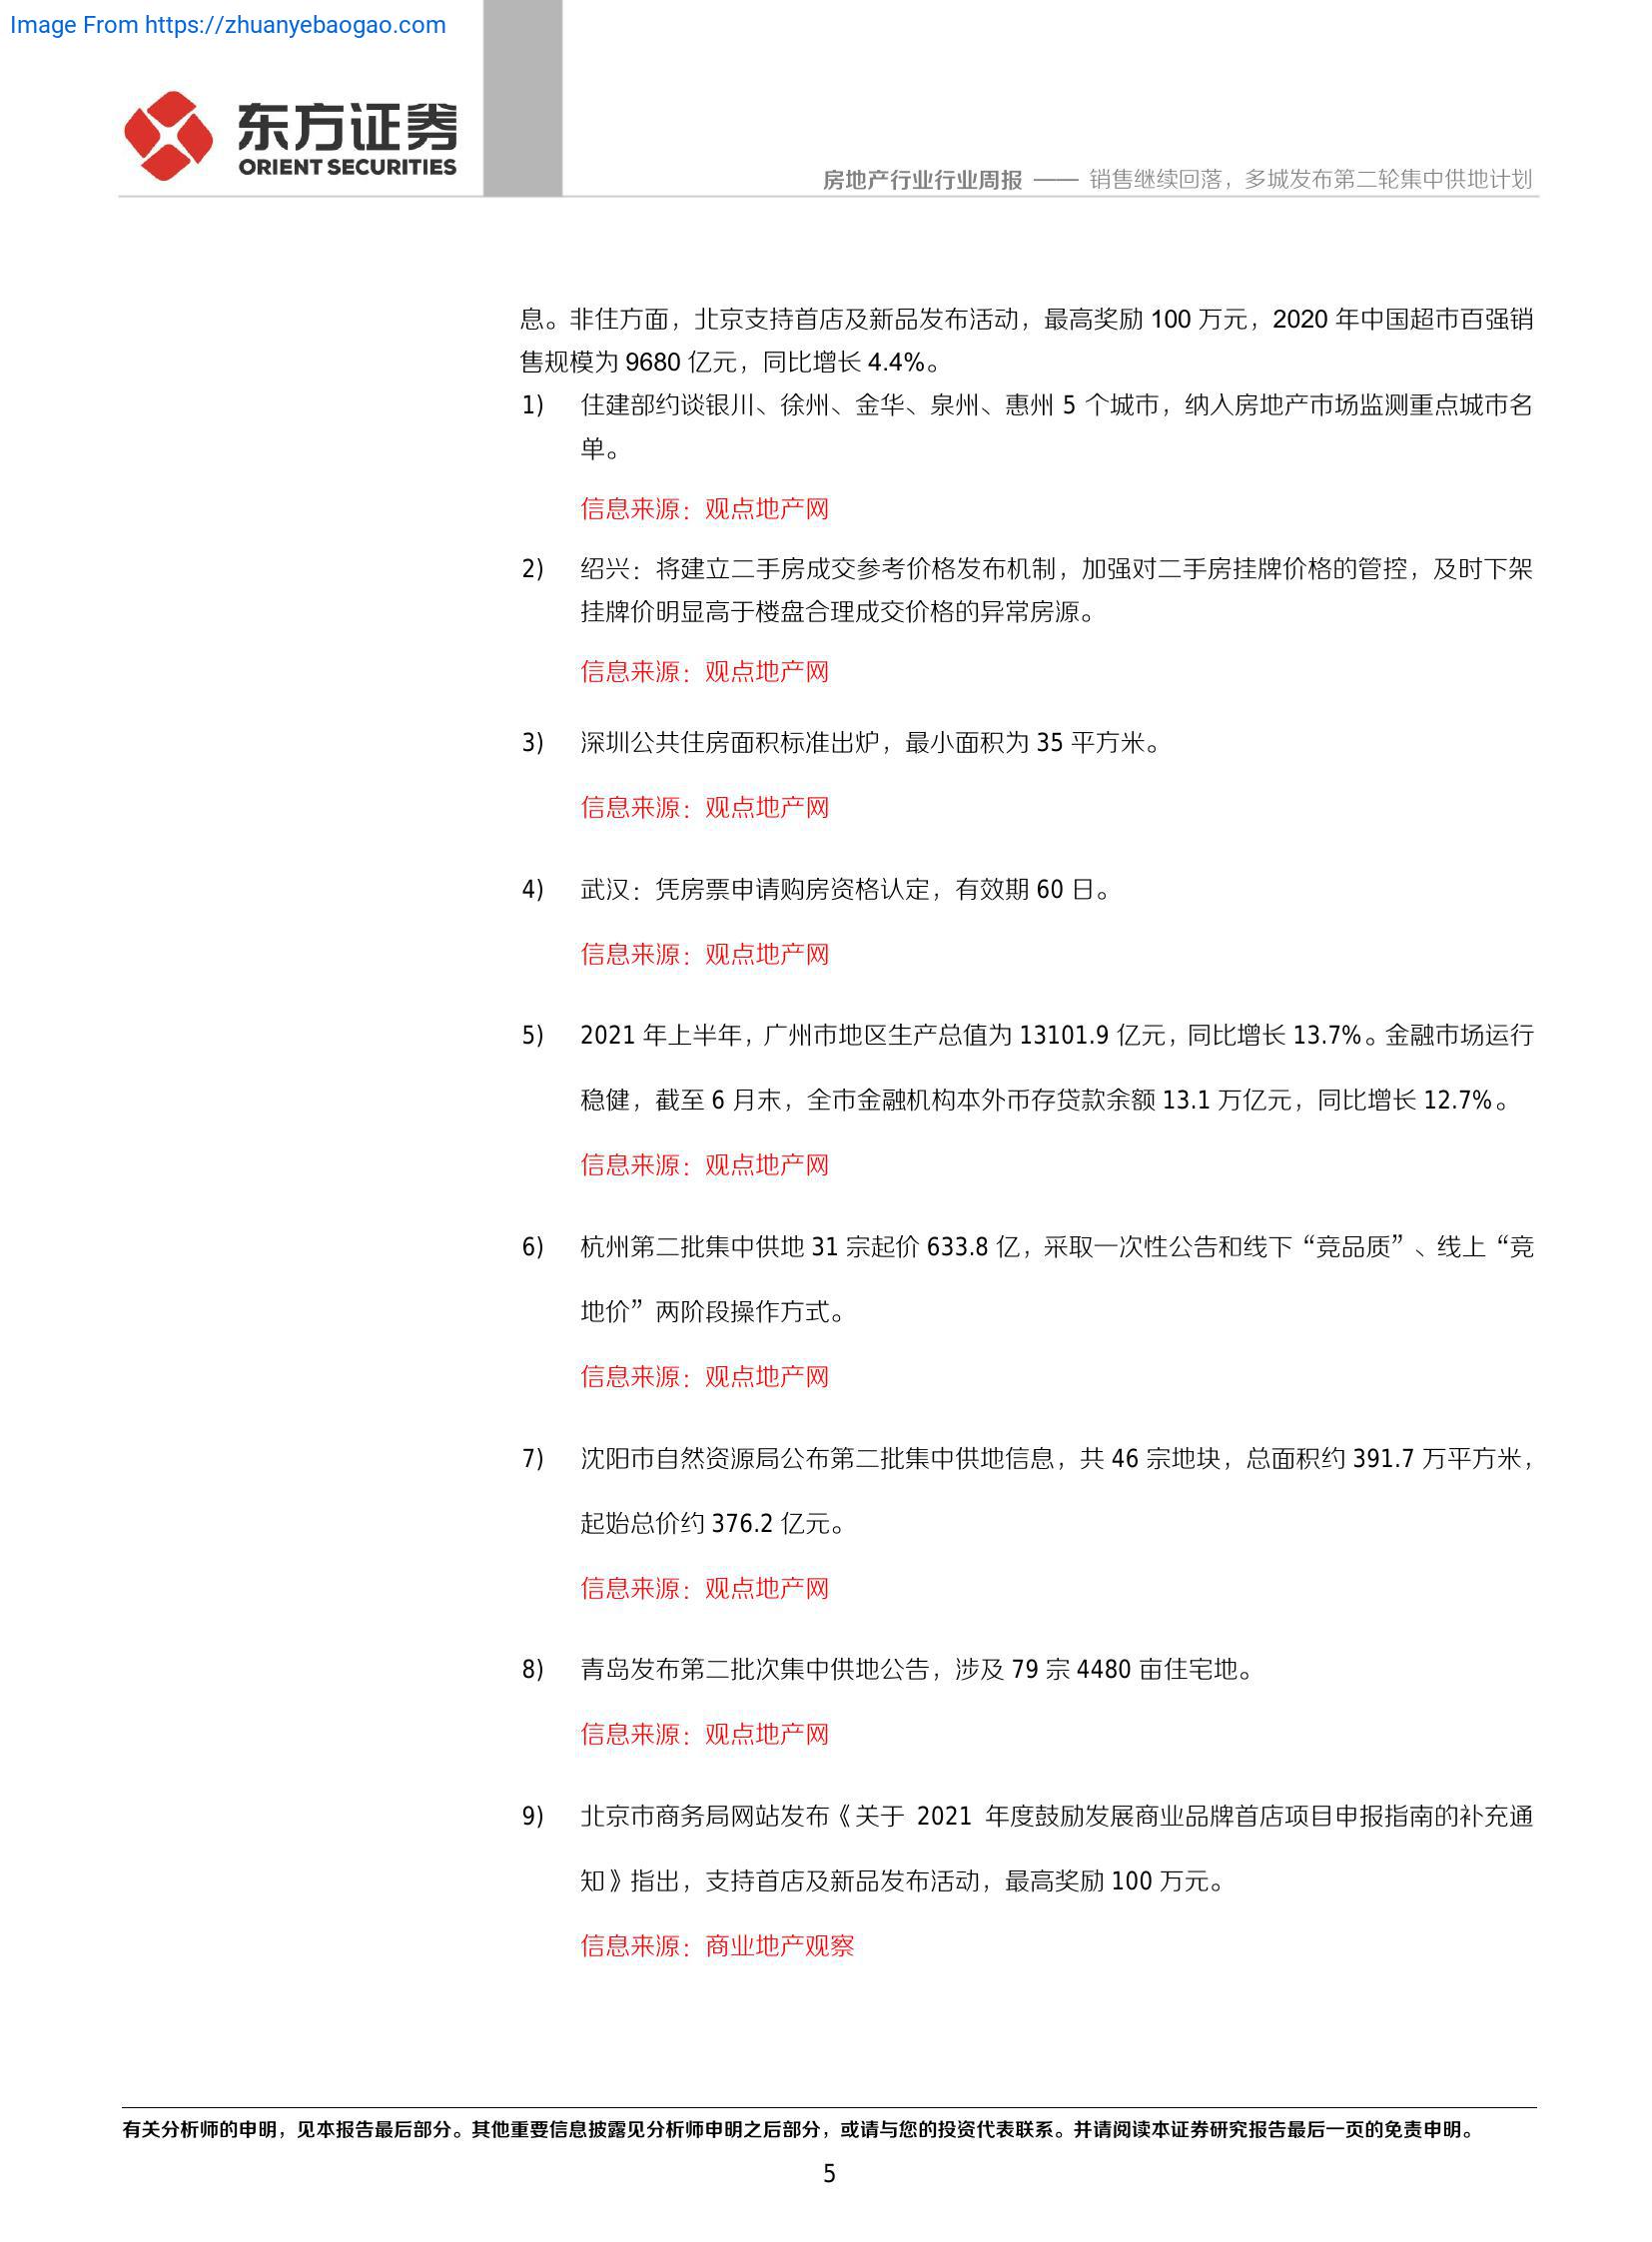 Image From https://zhuanyebaogao.com
东方证券
ORIENT SECURITIES
房地产行业行业周报 —— 销售继续回落，多城发布第二轮集中供地计划
息。非住方面，北京支持首店及新品发布活动，最高奖励 100 万元，2020 年中国超市百强销
售规模为 9680 亿元，同比增长 4.4%。
1) 住建部约谈银川、徐州、金华、泉州、惠州 5 个城市，纳入房地产市场监测重点城市名
单。
信息来源：观点地产网
2) 绍兴：将建立二手房成交参考价格发布机制，加强对二手房挂牌价格的管控，及时下架
挂牌价明显高于楼盘合理成交价格的异常房源。
信息来源：观点地产网
3) 深圳公共住房面积标准出炉，最小面积为 35 平方米。
信息来源：观点地产网
4) 武汉：凭房票申请购房资格认定，有效期 60 日。
信息来源：观点地产网
5) 2021 年上半年，广州市地区生产总值为 13101.9 亿元，同比增长 13.7%。金融市场运行
稳健，截至 6 月末，全市金融机构本外币存贷款余额 13.1 万亿元，同比增长 12.7%。
信息来源：观点地产网
6) 杭州第二批集中供地 31 宗起价 633.8 亿，采取一次性公告和线下“竞品质”、线上“竞
地价”两阶段操作方式。
信息来源：观点地产网
7) 沈阳市自然资源局公布第二批集中供地信息，共 46 宗地块，总面积约 391.7 万平方米，
起始总价约 376.2 亿元。
信息来源：观点地产网
8) 青岛发布第二批次集中供地公告，涉及 79 宗 4480 亩住宅地。
信息来源：观点地产网
9) 北京市商务局网站发布《关于 2021 年度鼓励发展商业品牌首店项目申报指南的补充通
知》指出，支持首店及新品发布活动，最高奖励 100 万元。
信息来源：商业地产观察
有关分析师的申明，见本报告最后部分。其他重要信息披露见分析师申明之后部分，或请与您的投资代表联系。并请阅读本证券研究报告最后一页的免责申明。
5